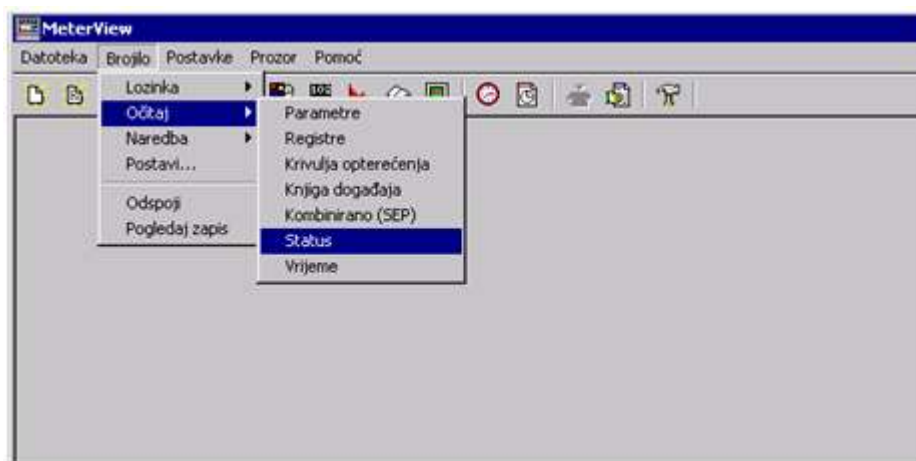 MeterView
Datoteka Brojilo Postavke Prozor Pomoć
Lozinka
Očitaj
Naredba
Postavi...
Odspoji
Pogledaj zapis
Parametre
Registre
Krivulja opterećenja
Knjiga događaja
Kombinirano (SEP)
Status
Vrijeme